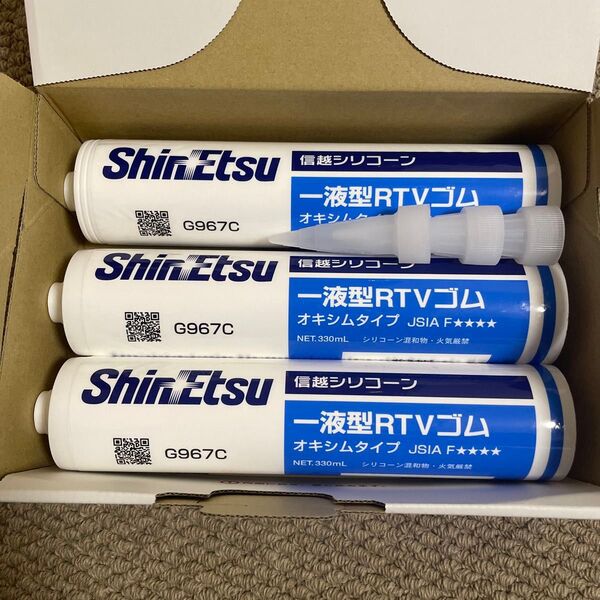 ShinEtsu
信越シリコーン
一液型RTVゴム
オキシムタイプ
G967C
ShinEtsu
信越シリコーン
一液型RTVゴム
オキシムタイプ JSIA F★★★★
G967C
NET.330mL シリコーン混和物・火気厳禁
ShinEtsu
信越シリコーン
一液型RTVゴム
オキシムタイプ JSIA F★★★★
G967C
NET.330mL シリコーン混和物・火気厳禁